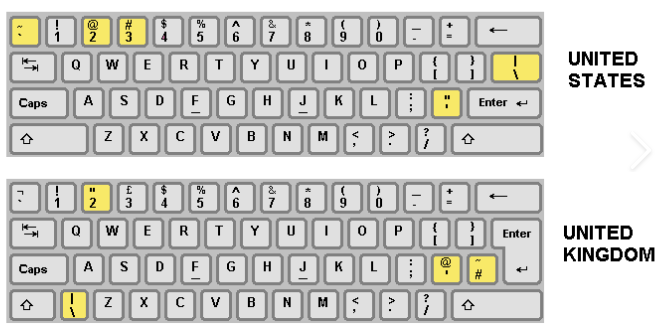 ~ ! @ # $ % ^ & * ( ) _ + ←
` 1 2 3 4 5 6 7 8 9 0 - =
Q W E R T Y U I O P { } |
[ ] \
UNITED
STATES
Caps A S D F G H J K L : " Enter ↵
; '
⇧ Z X C V B N M < > ? ⇧
, . /
¬ ! " £ $ % ^ & * ( ) _ + ←
` 1 2 3 4 5 6 7 8 9 0 - =
Q W E R T Y U I O P { } Enter
[ ]
UNITED
KINGDOM
Caps A S D F G H J K L : @ ~ ↵
; ' #
⇧ | Z X C V B N M < > ? ⇧
\ , . /